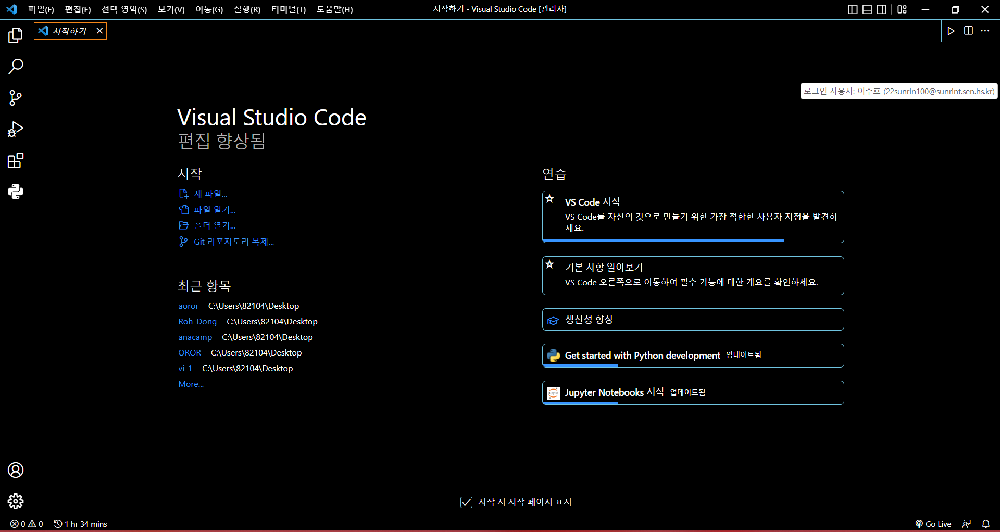 파일(F) 편집(E) 선택 영역(S) 보기(V) 이동(G) 실행(R) 터미널(T) 도움말(H) 시작하기 - Visual Studio Code [관리자]
시작하기
로그인 사용자: 이주호 (22sunrin100@sunrint.sen.hs.kr)
Visual Studio Code
편집 향상됨
시작
새 파일...
파일 열기...
폴더 열기...
Git 리포지토리 복제...
최근 항목
aoror C:\Users\82104\Desktop
Roh-Dong C:\Users\82104\Desktop
anacamp C:\Users\82104\Desktop
OROR C:\Users\82104\Desktop
vi-1 C:\Users\82104\Desktop
More...
연습
VS Code 시작
VS Code를 자신의 것으로 만들기 위한 가장 적합한 사용자 지정을 발견하
세요.
기본 사항 알아보기
VS Code 오른쪽으로 이동하여 필수 기능에 대한 개요를 확인하세요.
생산성 향상
Get started with Python development 업데이트됨
Jupyter Notebooks 시작 업데이트됨
시작 시 시작 페이지 표시
0 0 1 hr 34 mins Go Live